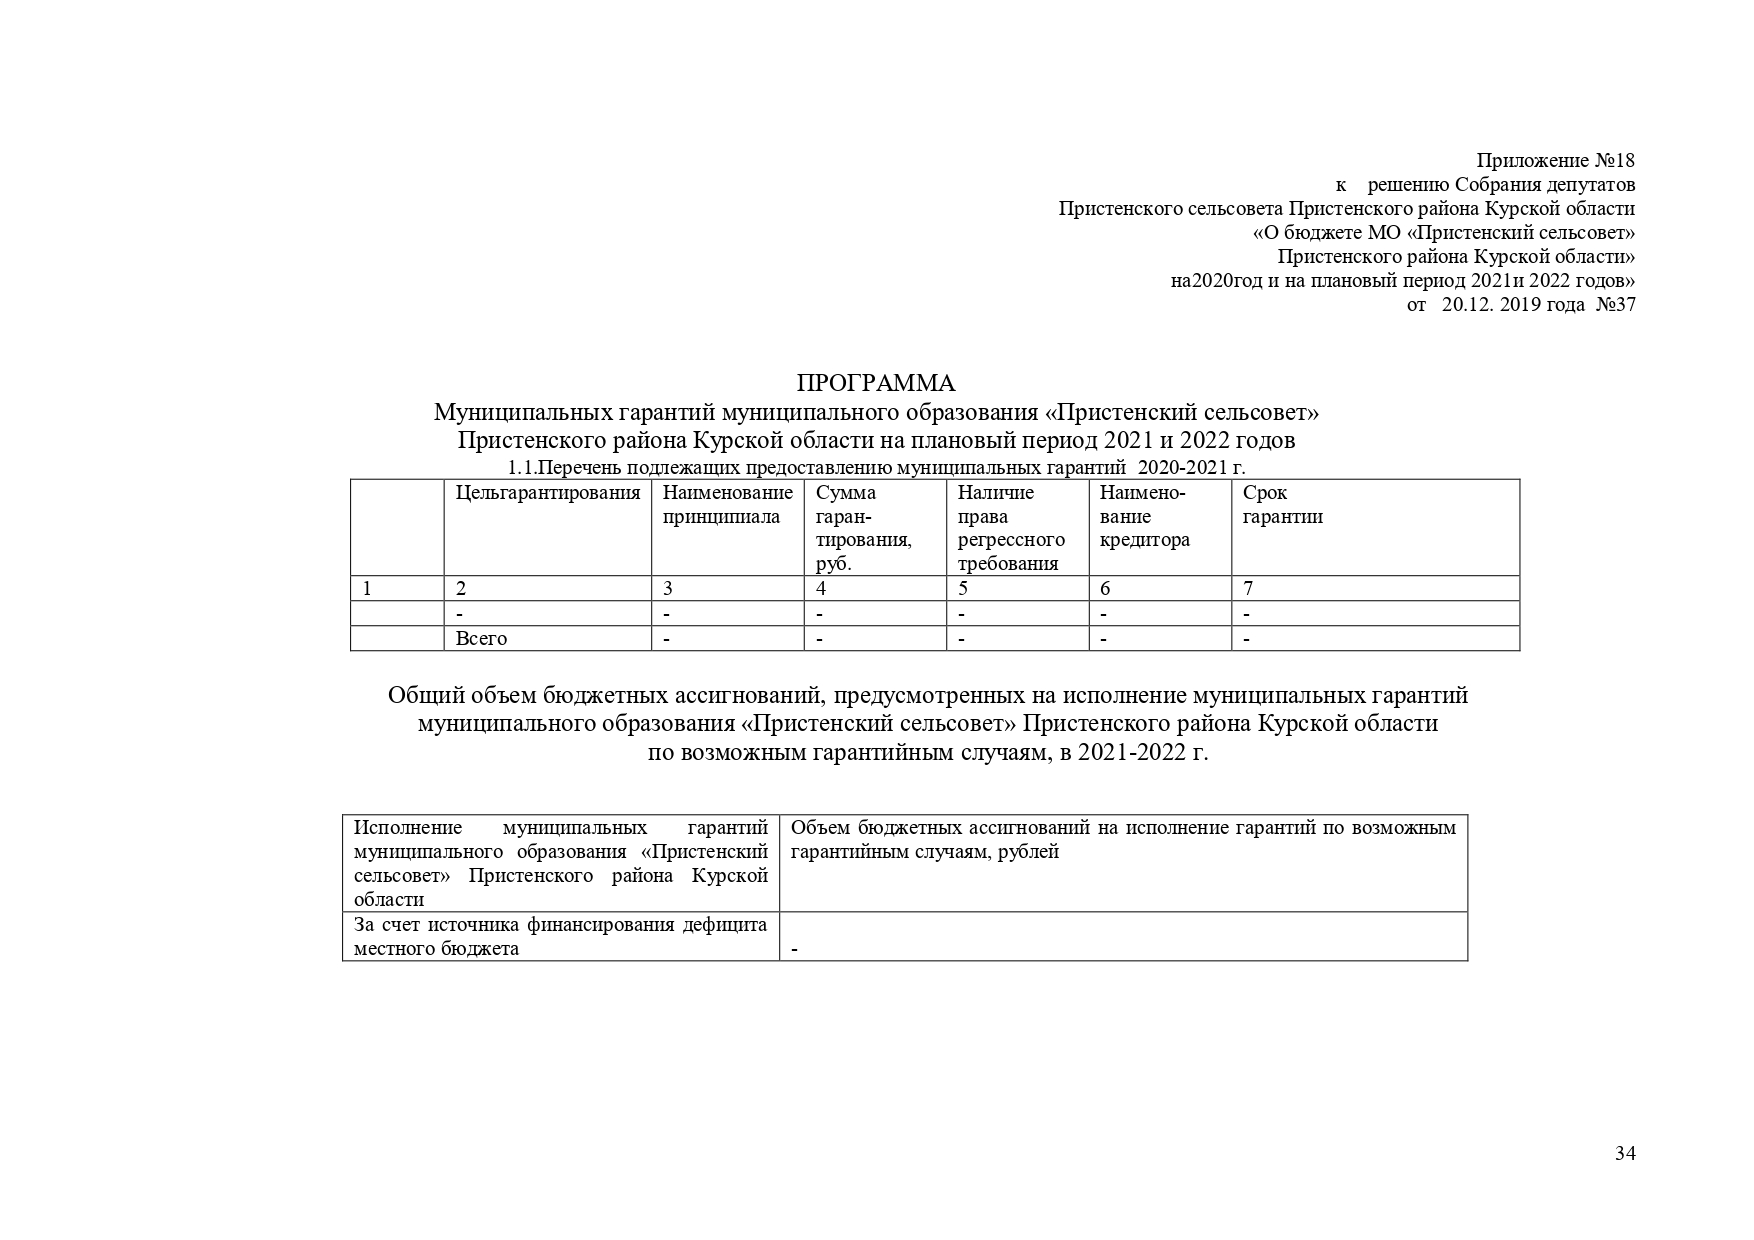 Приложение №18
к решению Собрания депутатов
Пристенского сельсовета Пристенского района Курской области
«О бюджете МО «Пристенский сельсовет»
Пристенского района Курской области»
на2020год и на плановый период 2021и 2022 годов»
от 20.12. 2019 года №37
ПРОГРАММА
Муниципальных гарантий муниципального образования «Пристенский сельсовет»
Пристенского района Курской области на плановый период 2021 и 2022 годов
1.1.Перечень подлежащих предоставлению муниципальных гарантий 2020-2021 г.
Цельгарантирования Наименование Сумма Наличие Наимено- Срок
принципиала гаран- права вание гарантии
тирования, регрессного кредитора
руб. требования
1 2 3 4 5 6 7
- - - - - -
Всего - - - - -
Общий объем бюджетных ассигнований, предусмотренных на исполнение муниципальных гарантий
муниципального образования «Пристенский сельсовет» Пристенского района Курской области
по возможным гарантийным случаям, в 2021-2022 г.
Исполнение муниципальных гарантий Объем бюджетных ассигнований на исполнение гарантий по возможным
муниципального образования «Пристенский гарантийным случаям, рублей
сельсовет» Пристенского района Курской
области
За счет источника финансирования дефицита
местного бюджета -
34